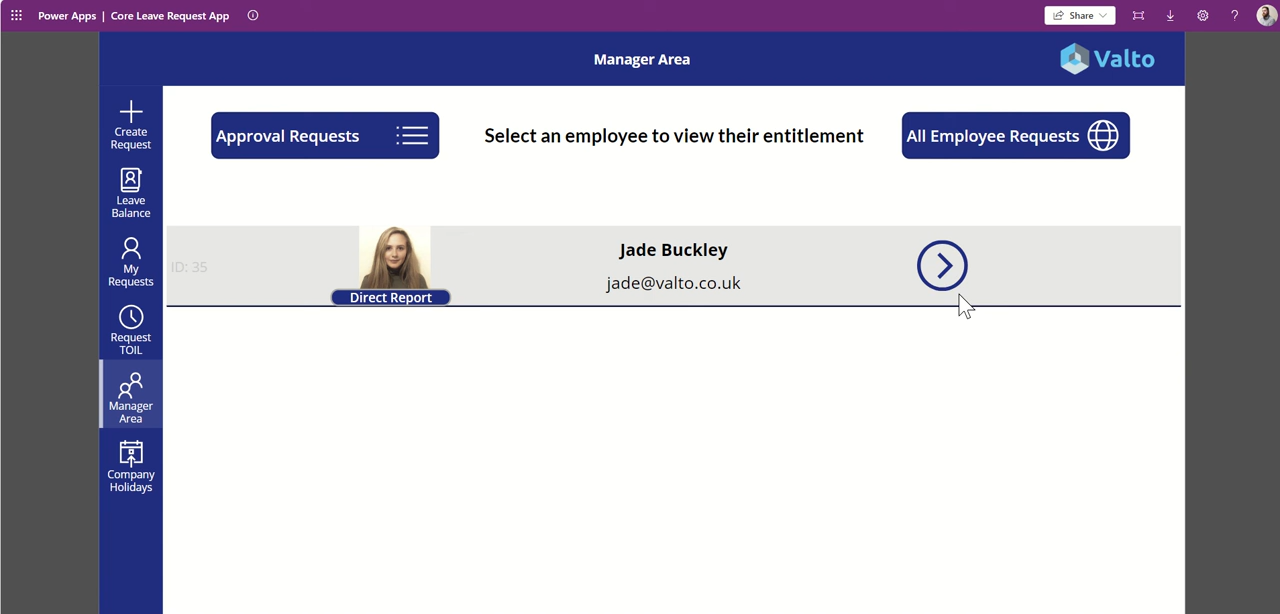 Power Apps | Core Leave Request App
Share
Manager Area
Valto
Create
Request
Leave
Balance
My
Requests
Request
TOIL
Manager
Area
Company
Holidays
Approval Requests
Select an employee to view their entitlement
All Employee Requests
ID: 35
Direct Report
Jade Buckley
jade@valto.co.uk